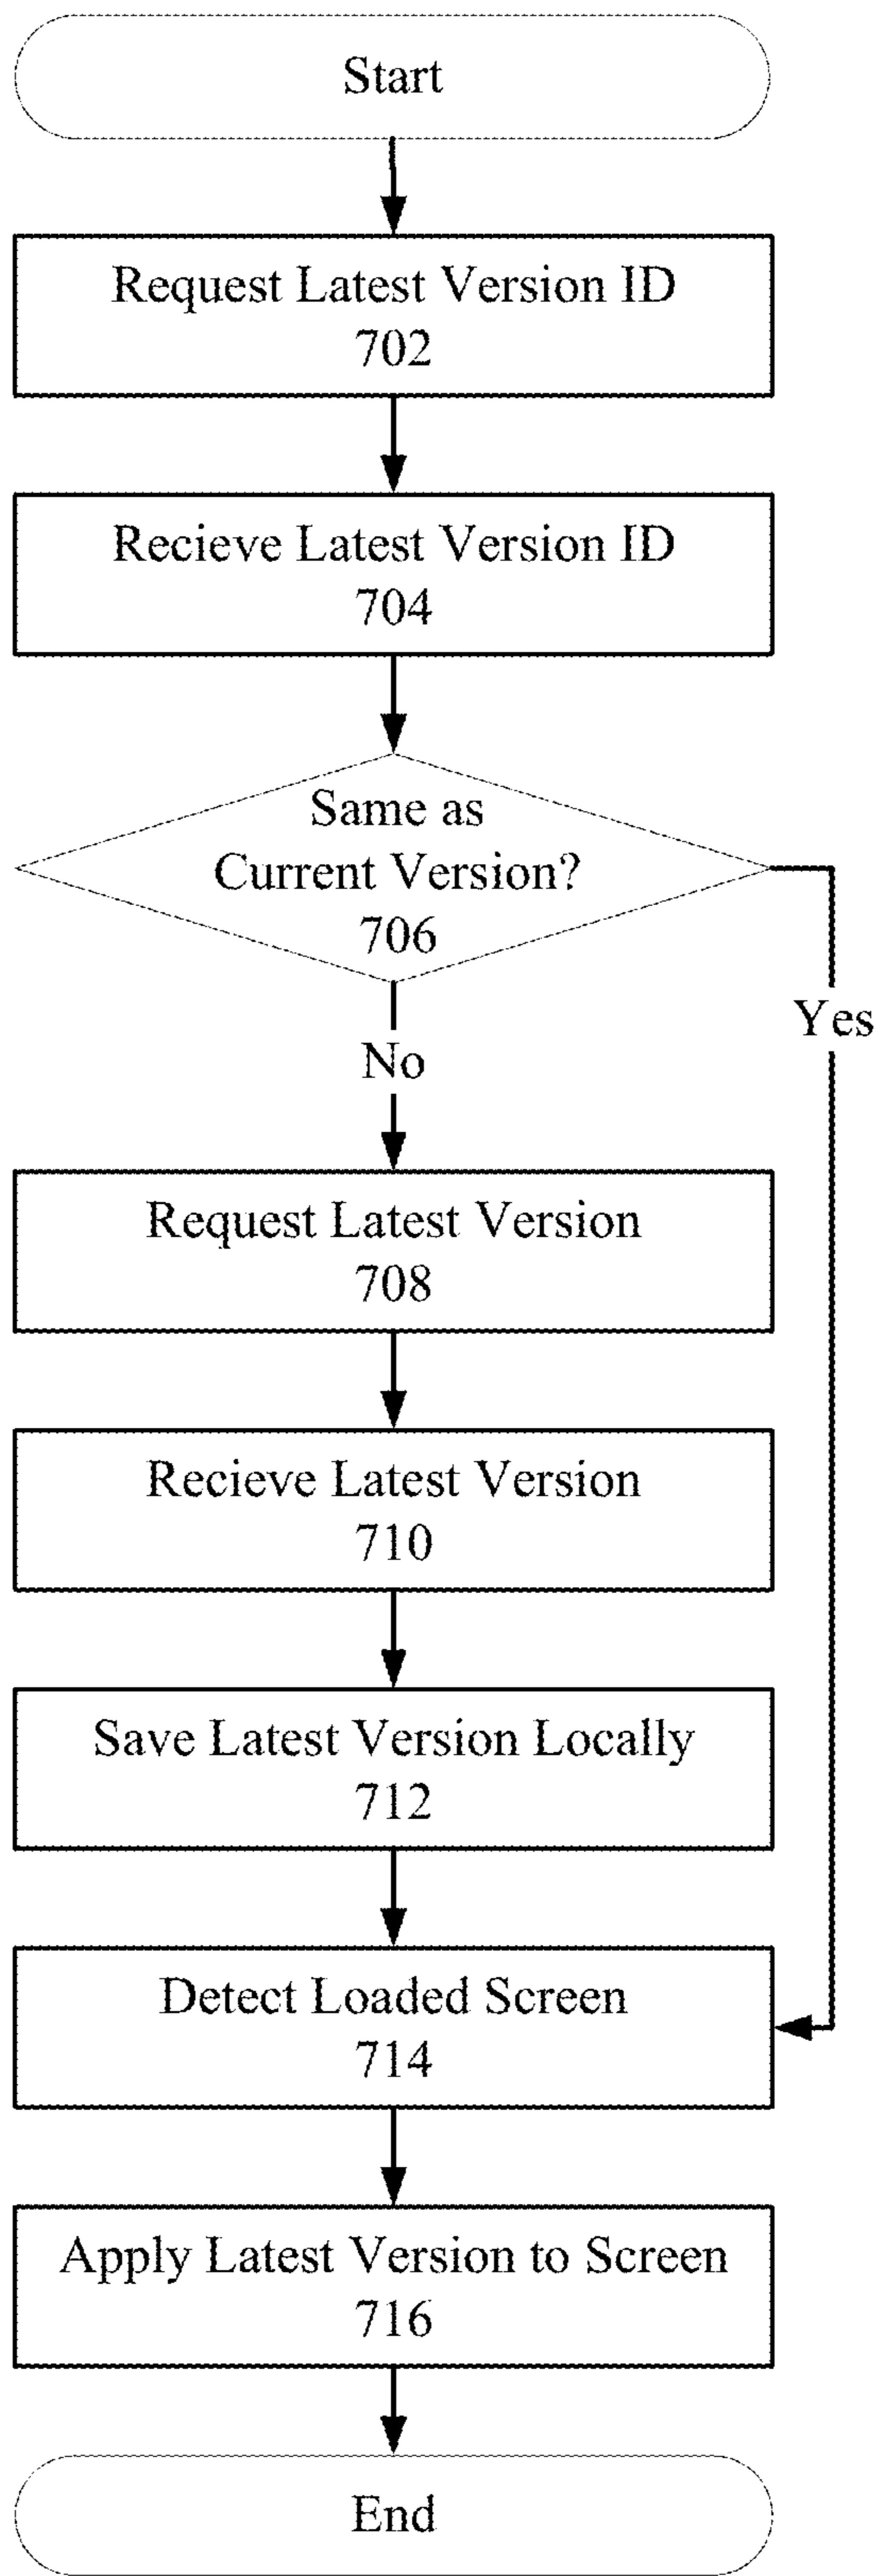 Start
Request Latest Version ID
702
Recieve Latest Version ID
704
Same as
Current Version?
706
Yes
No
Request Latest Version
708
Recieve Latest Version
710
Save Latest Version Locally
712
Detect Loaded Screen
714
Apply Latest Version to Screen
716
End